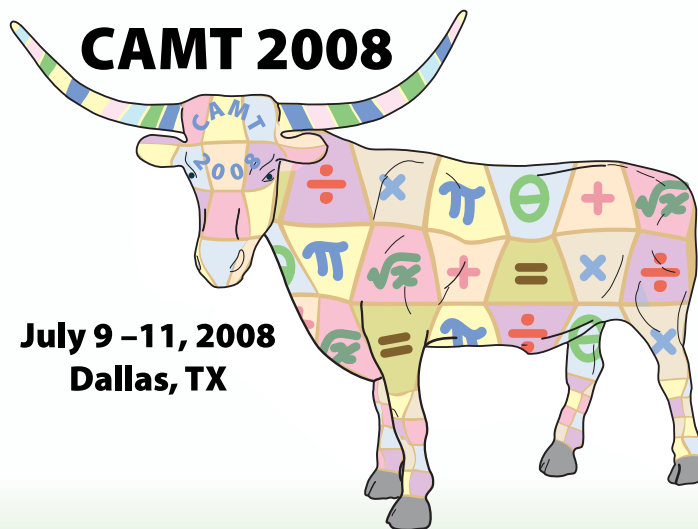 CAMT 2008
CAMT
2008
÷ × π θ + √x
θ π √x + = × ÷
+ √x = π ÷ θ ×
July 9 –11, 2008
Dallas, TX